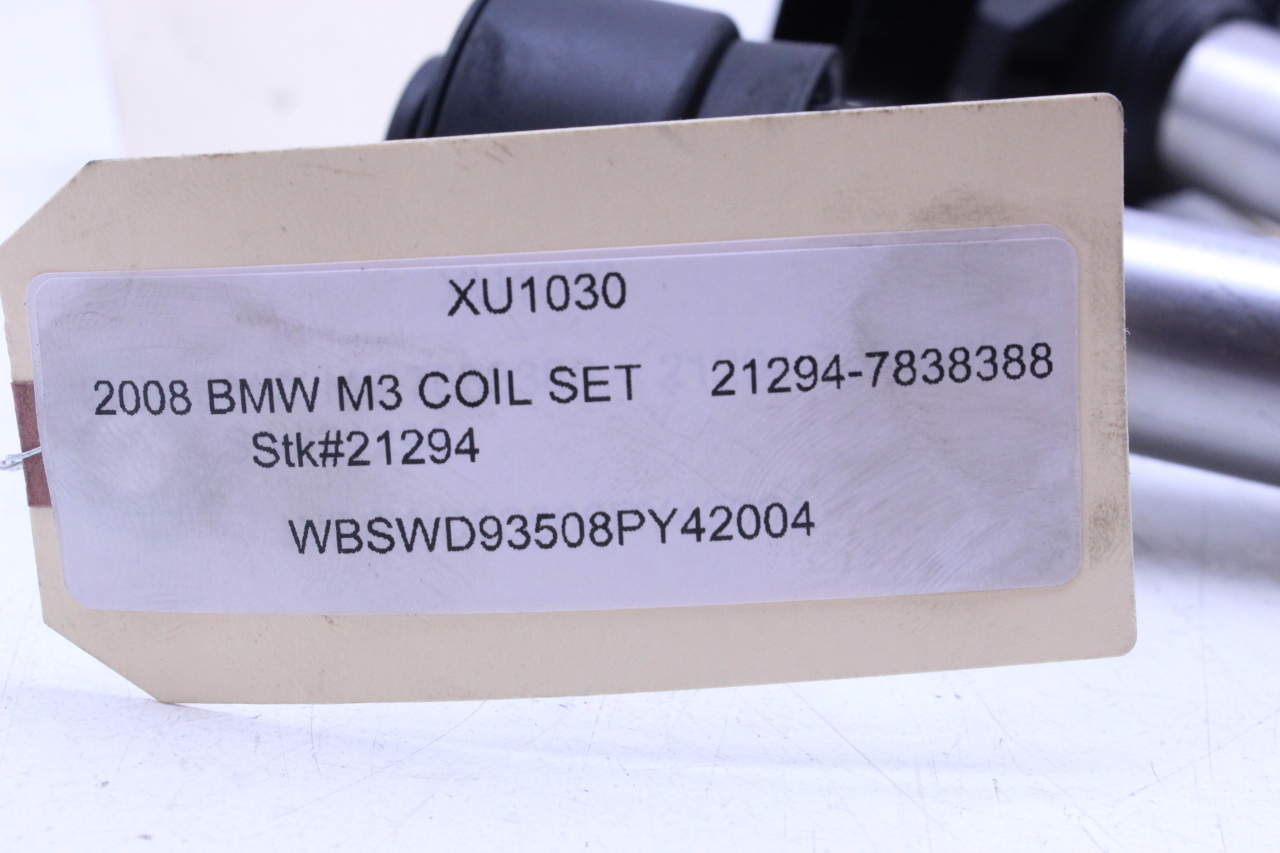 XU1030
2008 BMW M3 COIL SET 21294-7838388
Stk#21294
WBSWD93508PY42004